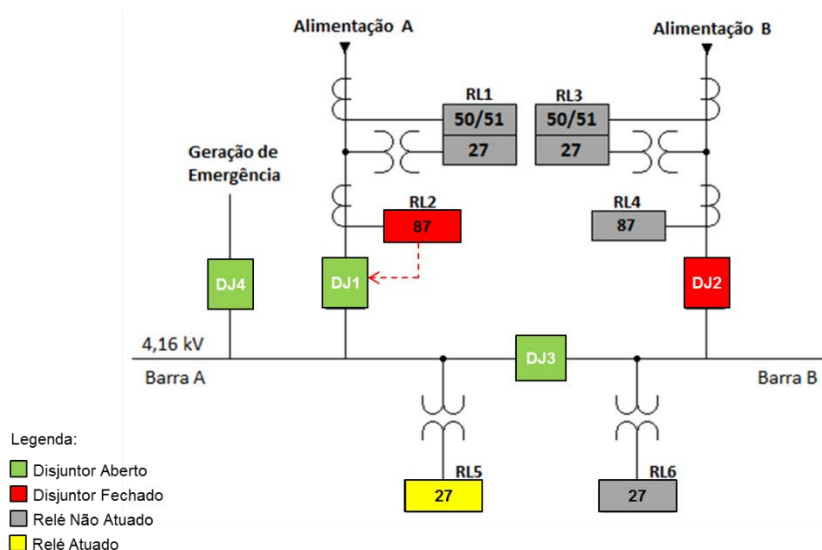 Alimentação A
Alimentação B
RL1
RL3
50/51
50/51
27
27
Geração de
Emergência
RL2
RL4
87
87
DJ4
DJ1
DJ2
4,16 kV
DJ3
Barra A
Barra B
Legenda:
Disjuntor Aberto
Disjuntor Fechado
Relé Não Atuado
Relé Atuado
RL5
RL6
27
27